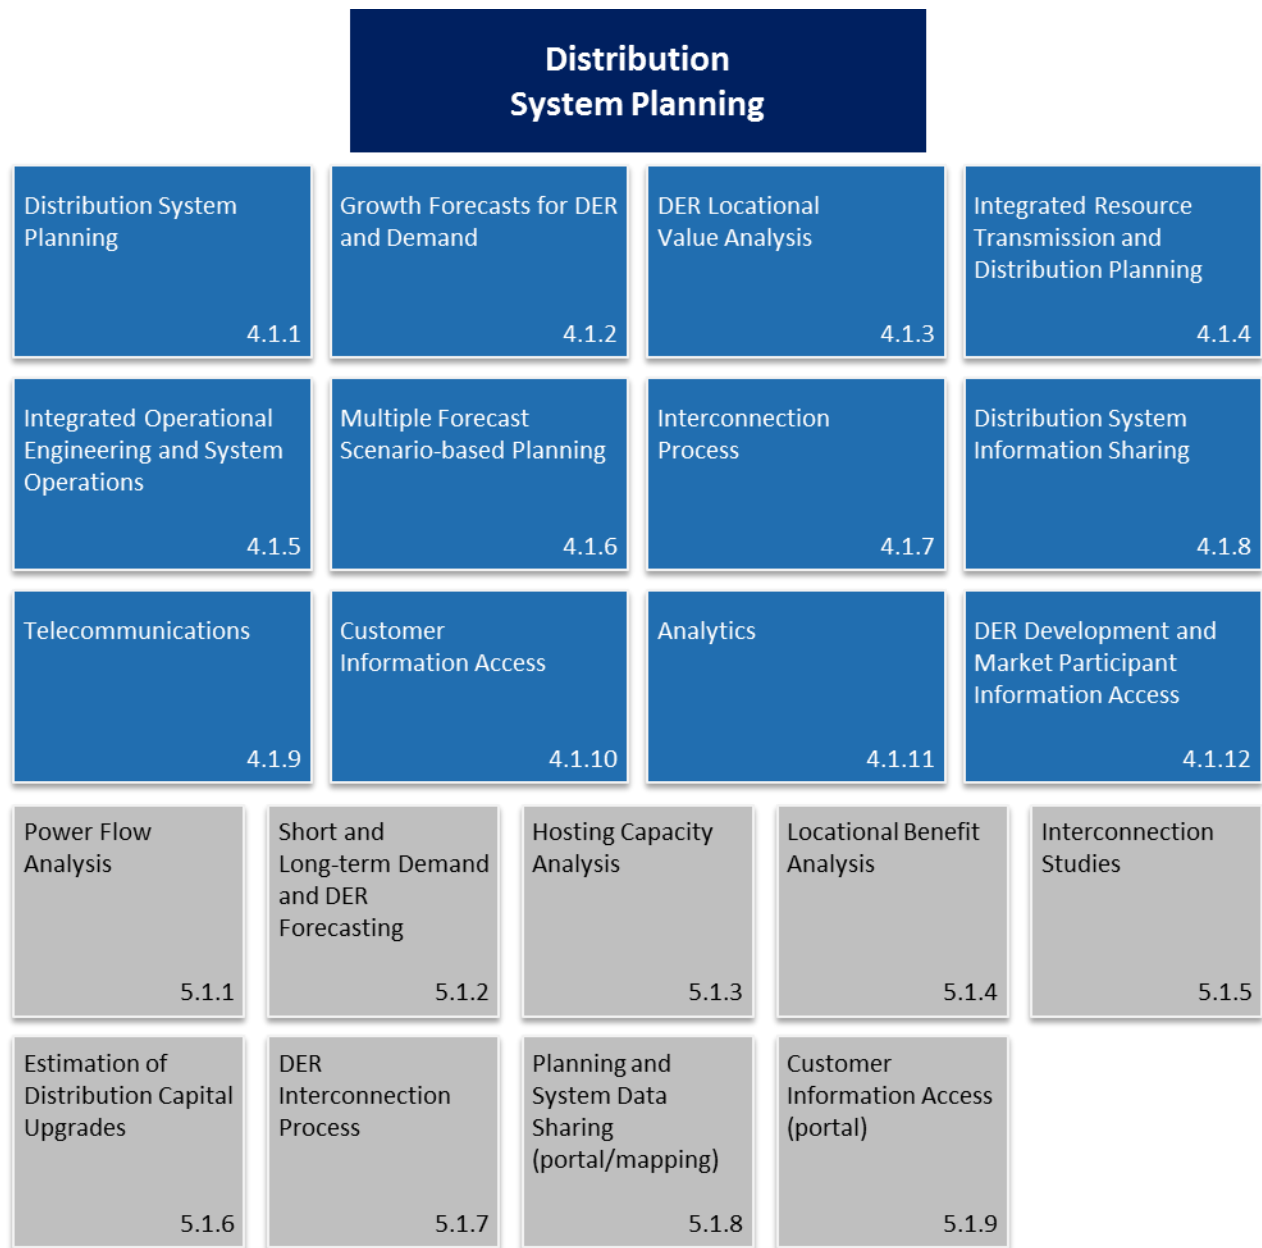 Distribution
System Planning
Distribution System
Planning
4.1.1
Growth Forecasts for DER
and Demand
4.1.2
DER Locational
Value Analysis
4.1.3
Integrated Resource
Transmission and
Distribution Planning
4.1.4
Integrated Operational
Engineering and System
Operations
4.1.5
Multiple Forecast
Scenario-based Planning
4.1.6
Interconnection
Process
4.1.7
Distribution System
Information Sharing
4.1.8
Telecommunications
4.1.9
Customer
Information Access
4.1.10
Analytics
4.1.11
DER Development and
Market Participant
Information Access
4.1.12
Power Flow
Analysis
5.1.1
Short and
Long-term Demand
and DER
Forecasting
5.1.2
Hosting Capacity
Analysis
5.1.3
Locational Benefit
Analysis
5.1.4
Interconnection
Studies
5.1.5
Estimation of
Distribution Capital
Upgrades
5.1.6
DER
Interconnection
Process
5.1.7
Planning and
System Data
Sharing
(portal/mapping)
5.1.8
Customer
Information Access
(portal)
5.1.9